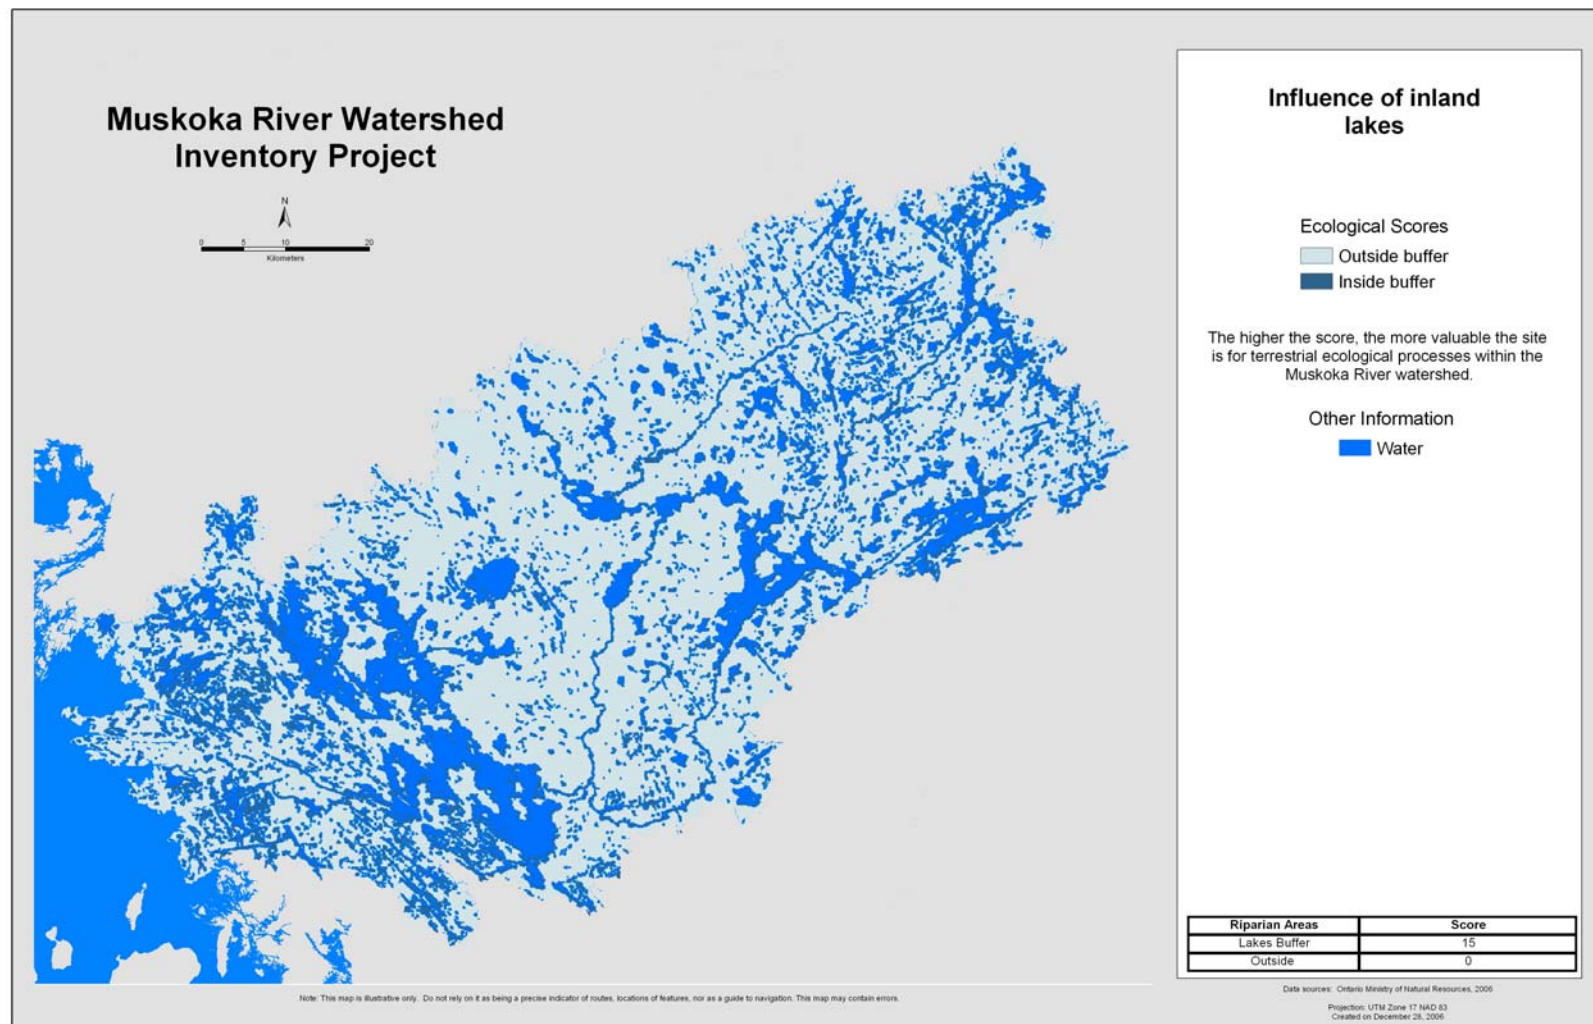 Muskoka River Watershed
Inventory Project
N
0 5 10 20
Kilometers
Influence of inland
lakes
Ecological Scores
Outside buffer
Inside buffer
The higher the score, the more valuable the site
is for terrestrial ecological processes within the
Muskoka River watershed.
Other Information
Water
Riparian Areas Score
Lakes Buffer 15
Outside 0
Note: This map is illustrative only. Do not rely on it as being a precise indicator of routes, locations of features, nor as a guide to navigation. This map may contain errors.
Data sources: Ontario Ministry of Natural Resources, 2006
Projection: UTM Zone 17 NAD 83
Created on December 28, 2006